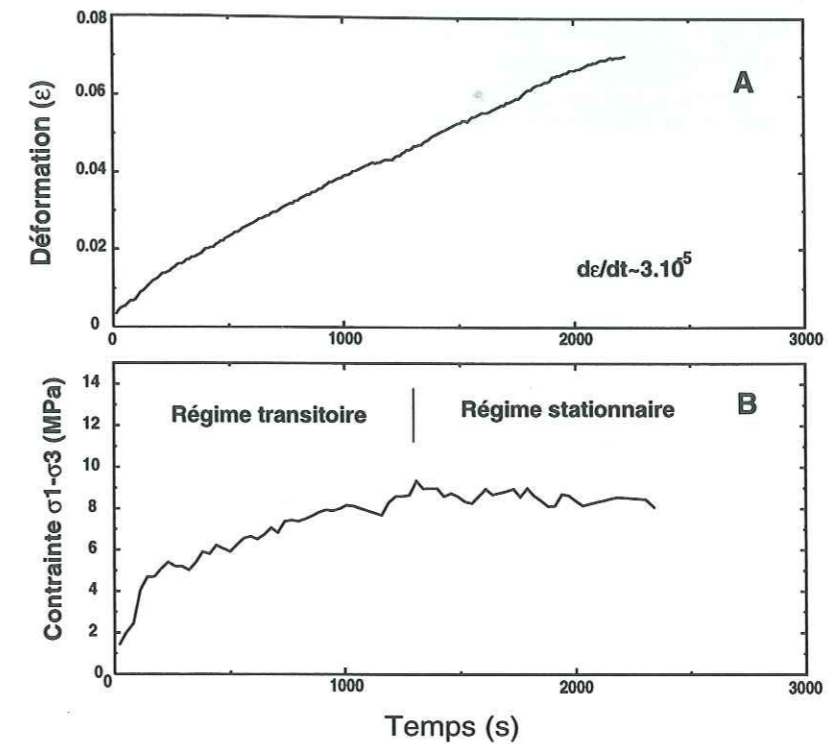 0.08
0.06
0.04
0.02
0
Déformation (ε)
A
dε/dt~3.10-5
0
1000
2000
3000
14
12
10
8
6
4
2
0
Contrainte σ1-σ3 (MPa)
Régime transitoire
Régime stationnaire
B
0
1000
2000
3000
Temps (s)